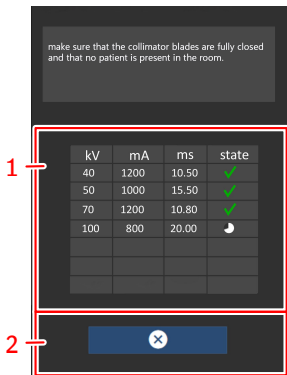 make sure that the collimator blades are fully closed
and that no patient is present in the room.
kV mA ms state
40 1200 10.50
50 1000 15.50
70 1200 10.80
100 800 20.00
1
2